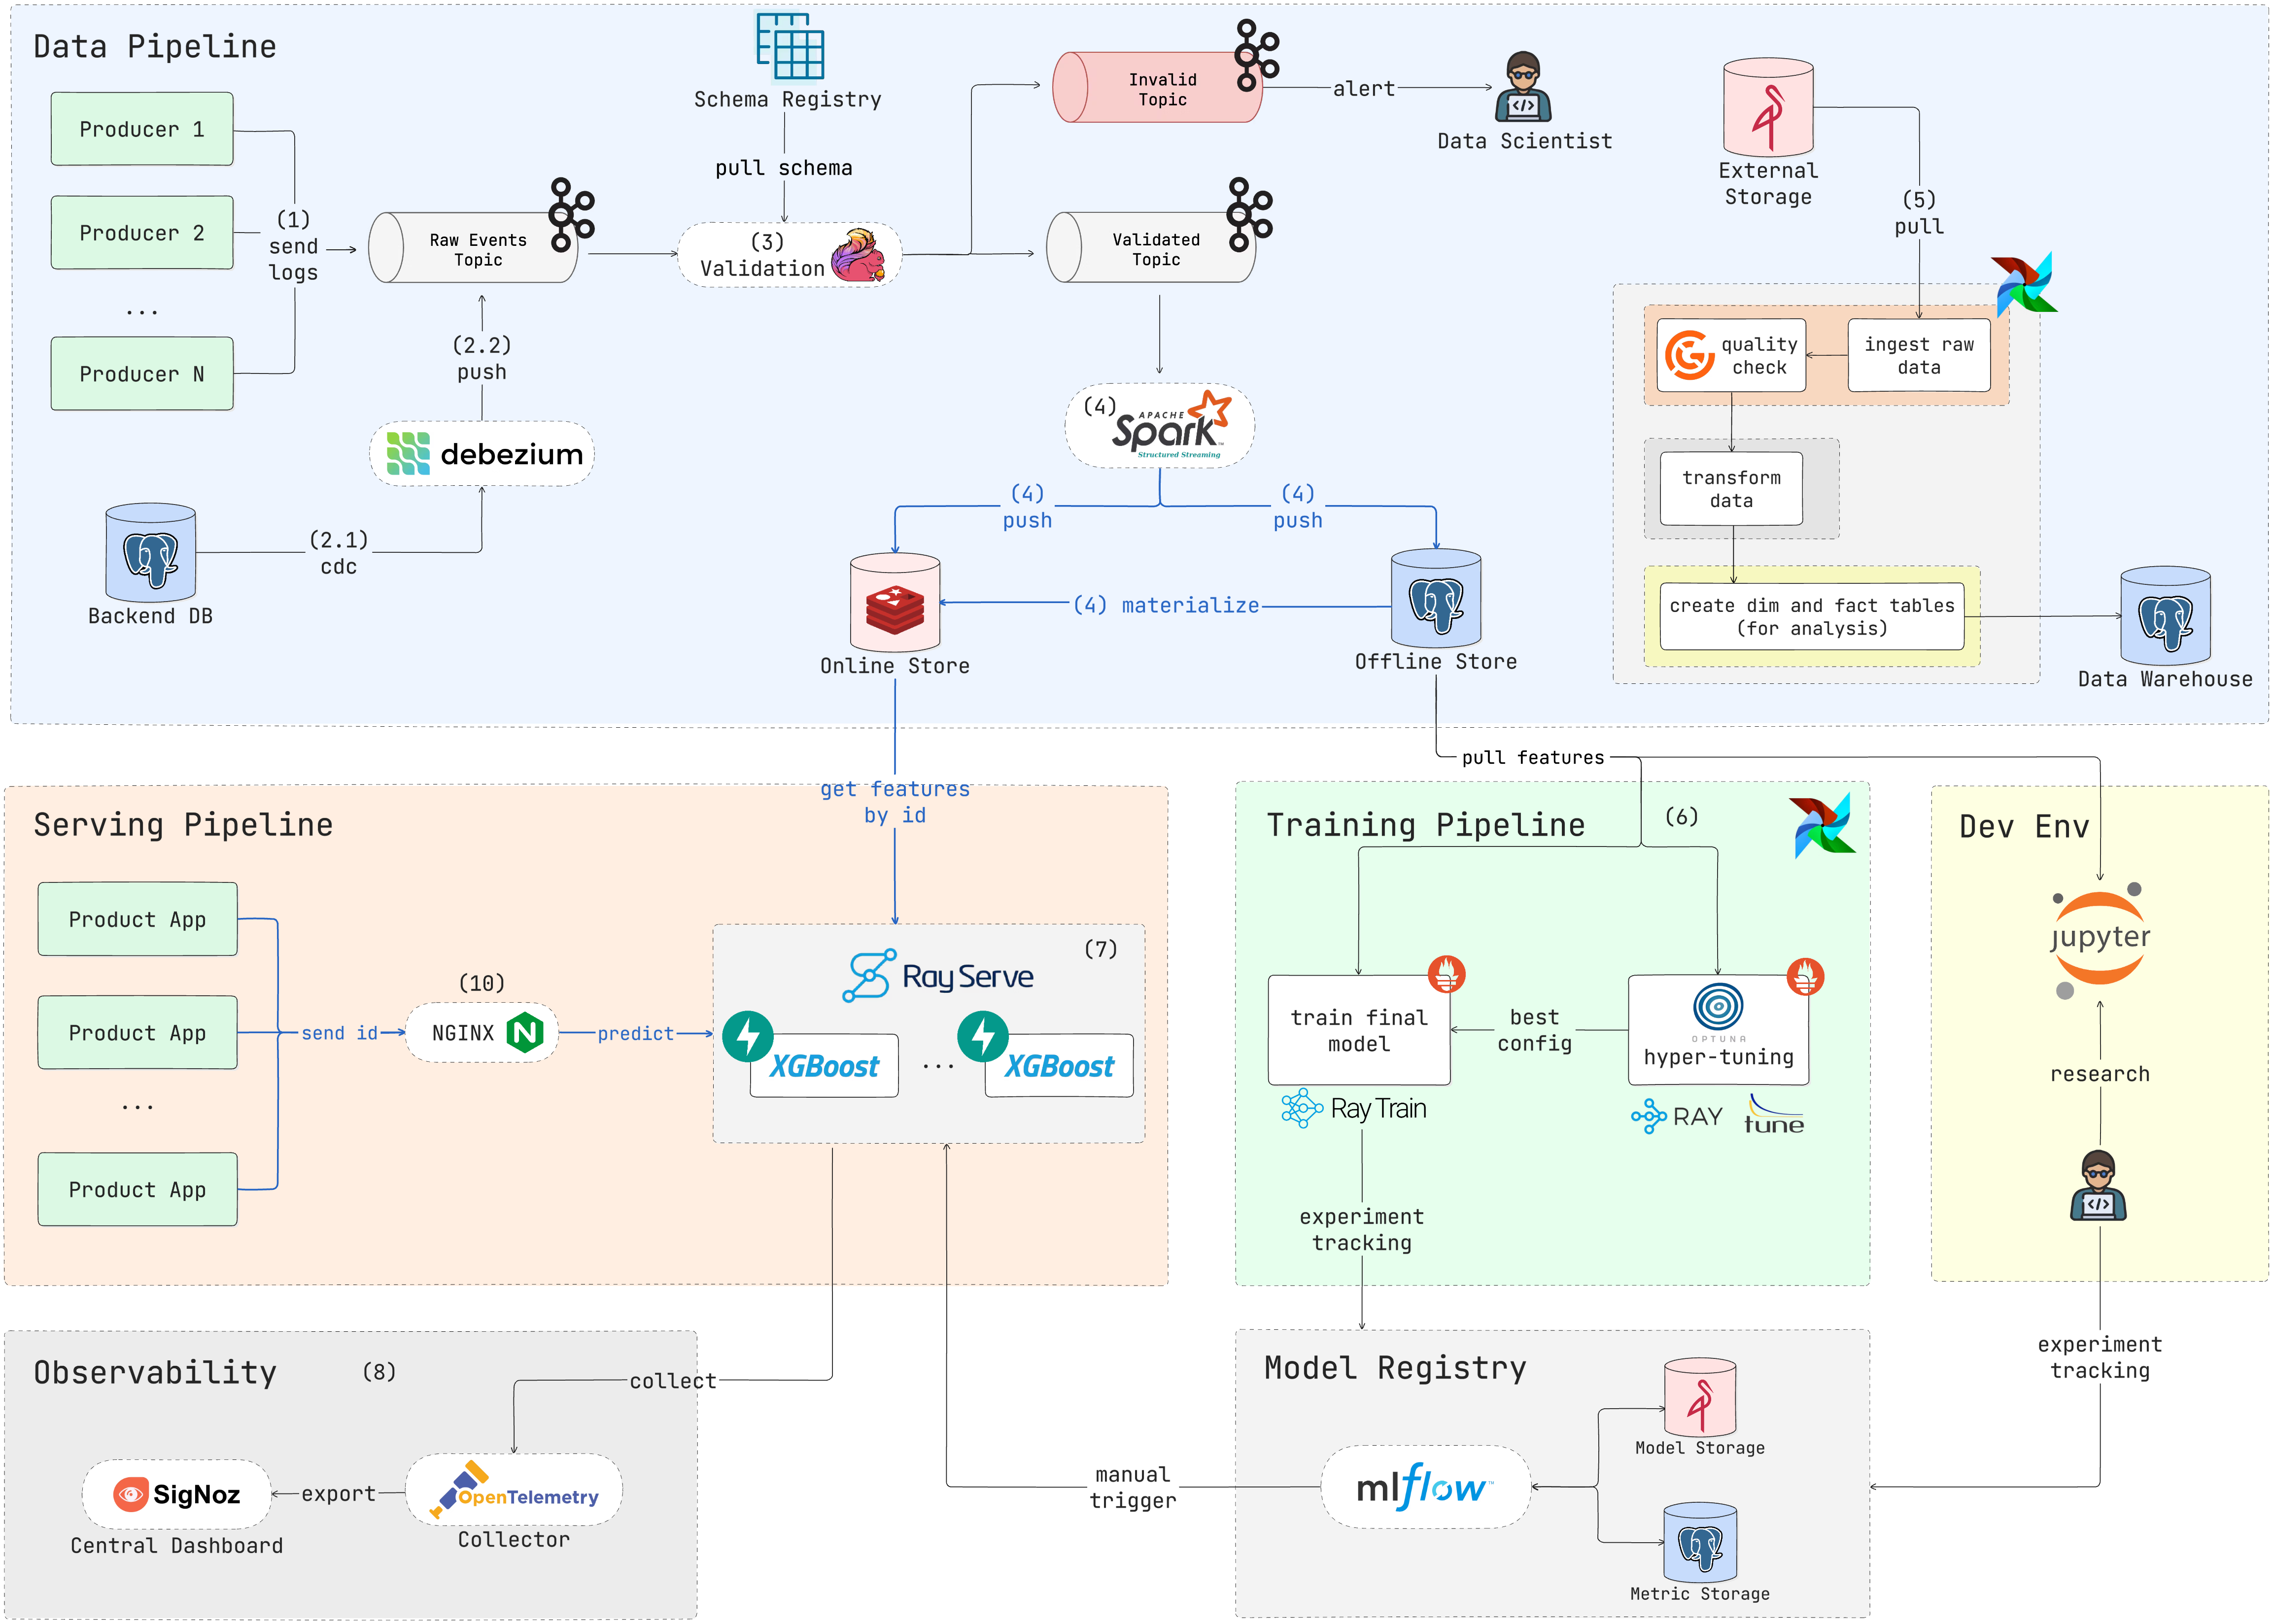 Data Pipeline
Producer 1
Producer 2
...
Producer N
(1)
send
logs
Raw Events
Topic
(2.2)
push
debezium
(2.1)
cdc
Backend DB
Schema Registry
pull schema
(3)
Validation
Invalid
Topic
alert
Data Scientist
Validated
Topic
(4)
APACHE
Spark™
Structured Streaming
(4)
push
(4)
push
(4) materialize
Online Store
Offline Store
External
Storage
(5)
pull
quality
check
ingest raw
data
transform
data
create dim and fact tables
(for analysis)
Data Warehouse
get features
by id
pull features
Serving Pipeline
Product App
Product App
...
Product App
send id
(10)
NGINX
N
predict
(7)
Ray Serve
XGBoost
...
XGBoost
Training Pipeline
(6)
train final
model
best
config
OPTUNA
hyper-tuning
Ray Train
RAY
tune
experiment
tracking
Dev Env
jupyter
research
</>
experiment
tracking
Observability
(8)
collect
SigNoz
Central Dashboard
export
OpenTelemetry
Collector
Model Registry
manual
trigger
mlflow™
Model Storage
Metric Storage